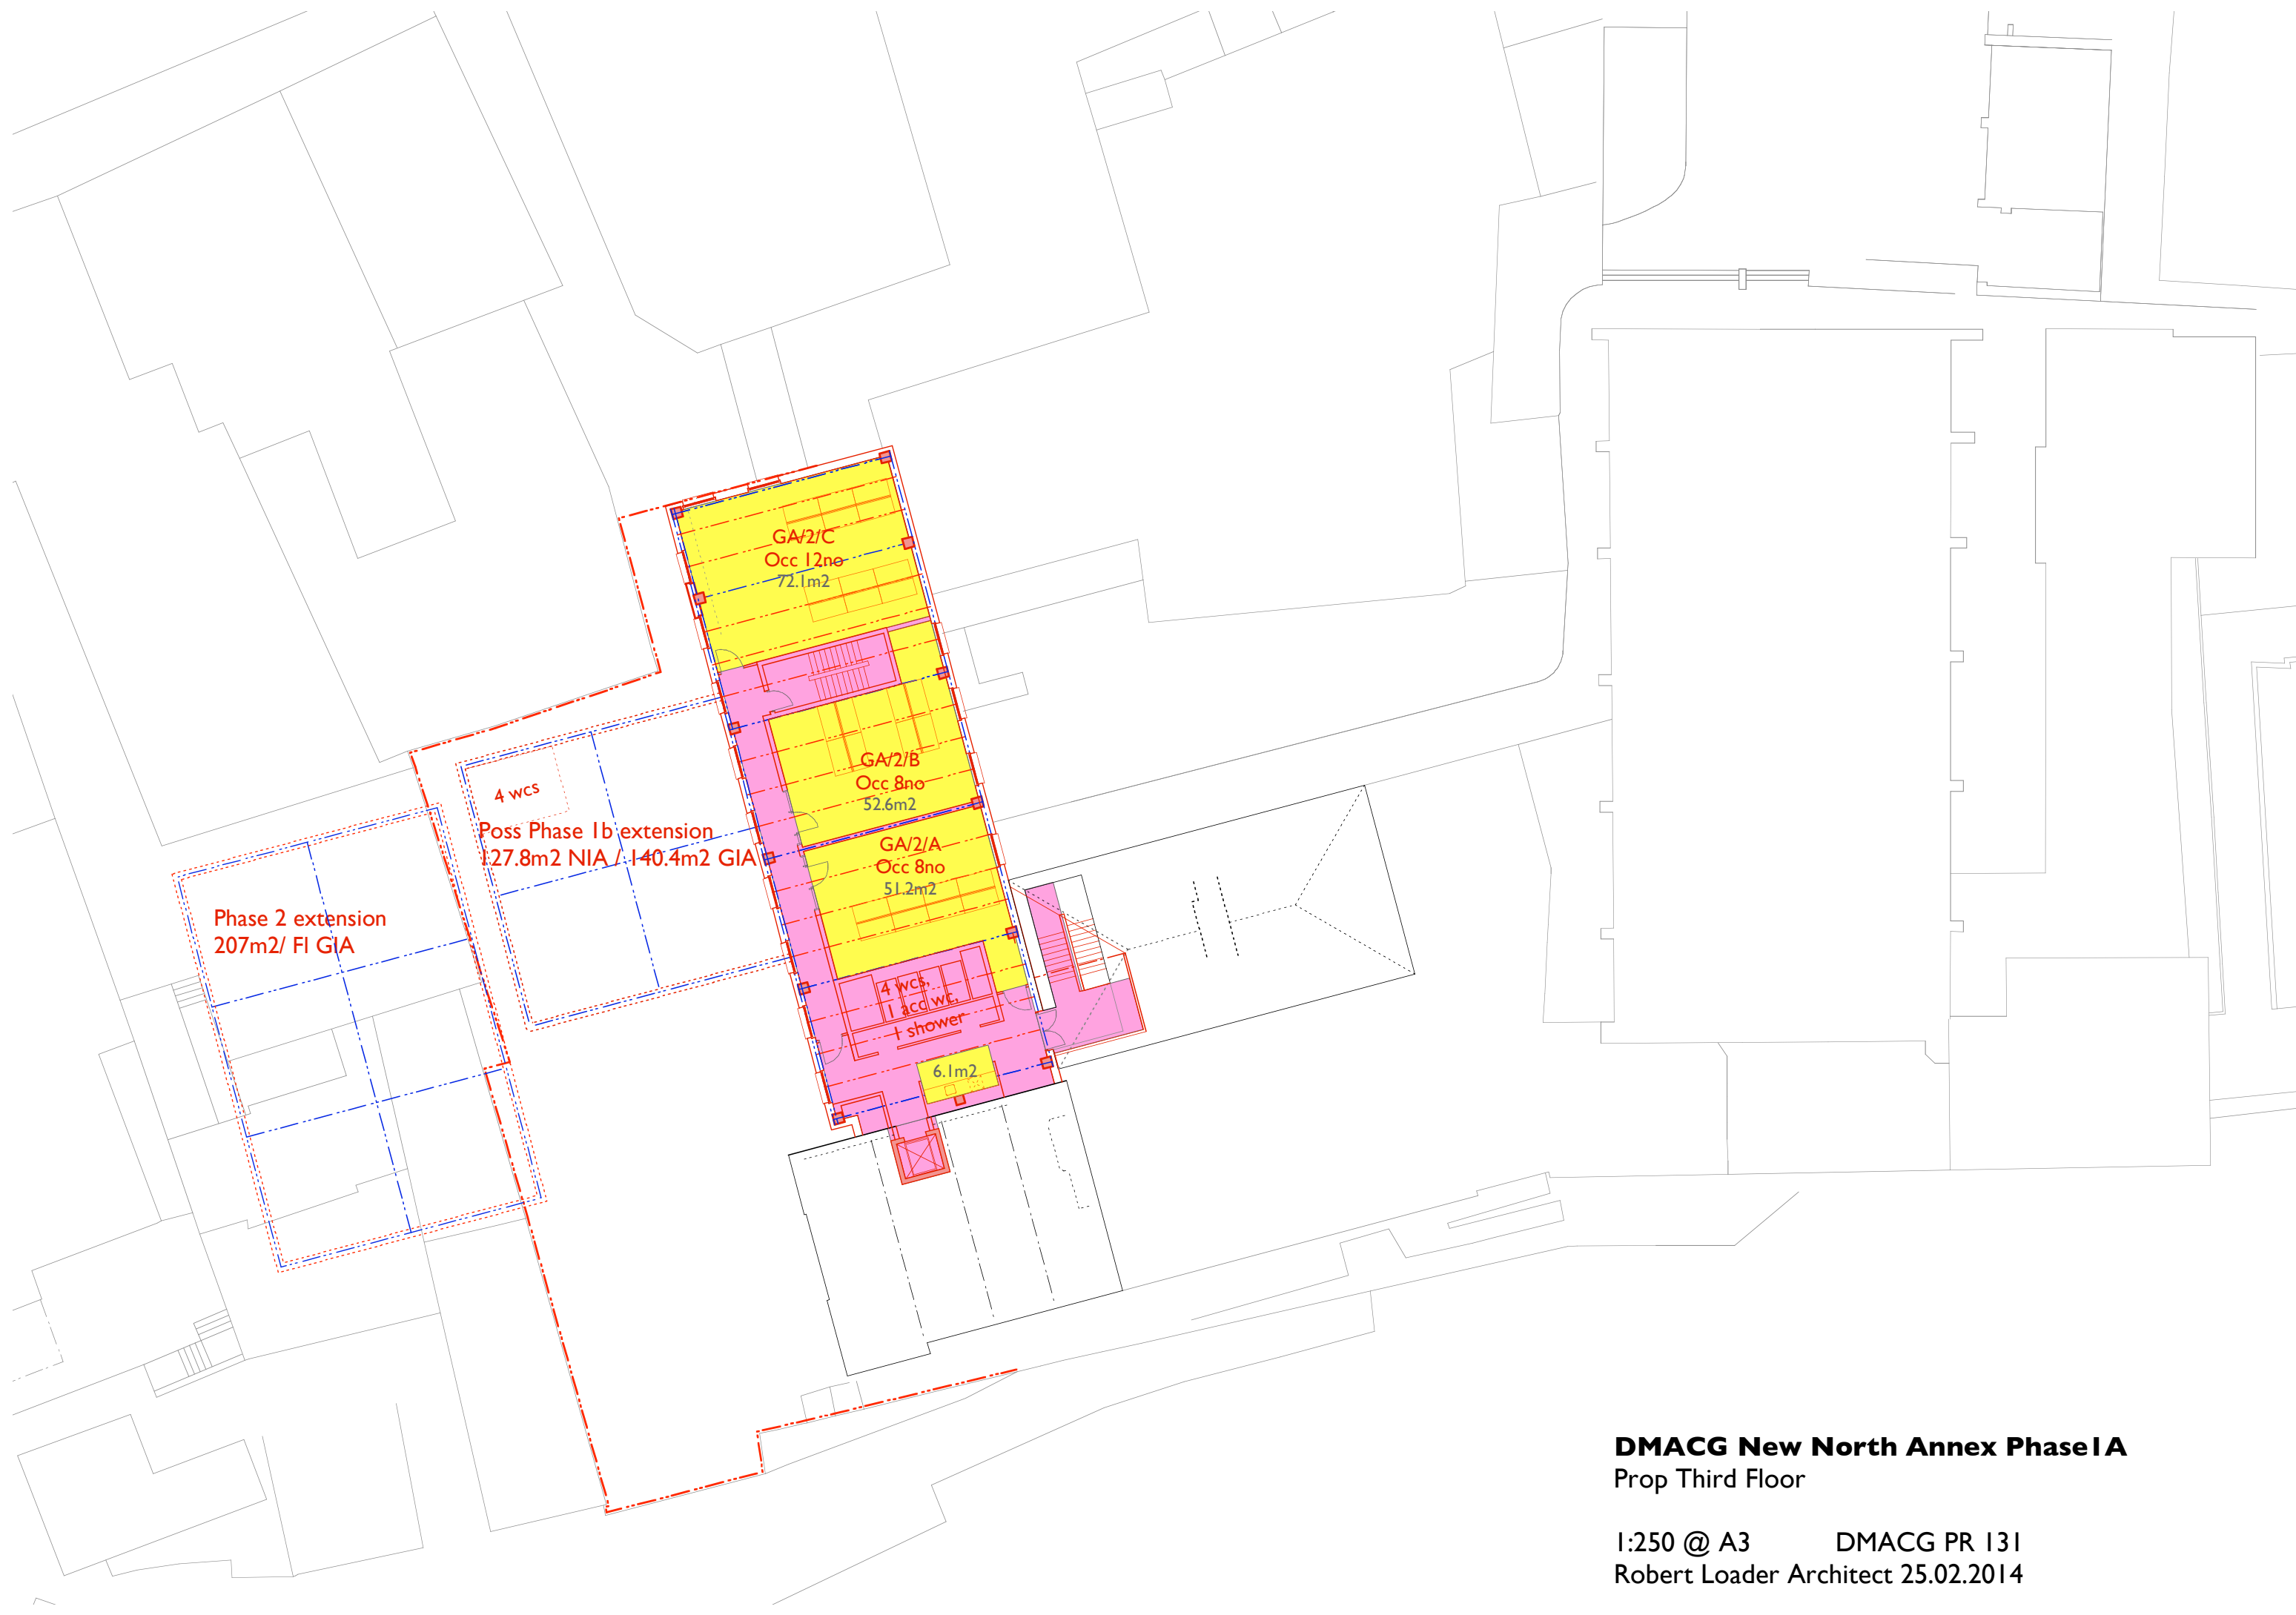 GA/2/C
Occ 12no
72.1m2
GA/2/B
Occ 8no
52.6m2
4 wcs
Poss Phase 1b extension
127.8m2 NIA / 140.4m2 GIA
GA/2/A
Occ 8no
51.2m2
Phase 2 extension
207m2/ Fl GIA
4 wcs,
1 acc wc,
1 shower
6.1m2
DMACG New North Annex Phase1A
Prop Third Floor
1:250 @ A3 DMACG PR 131
Robert Loader Architect 25.02.2014